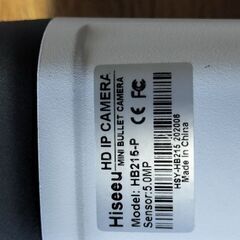 HD IP CAMERA
Hiseeu MINI BULLET CAMERA
Model: HB215-P
Sensor:5.0MP
CE FC
Made in China
HSY-HB215 202006